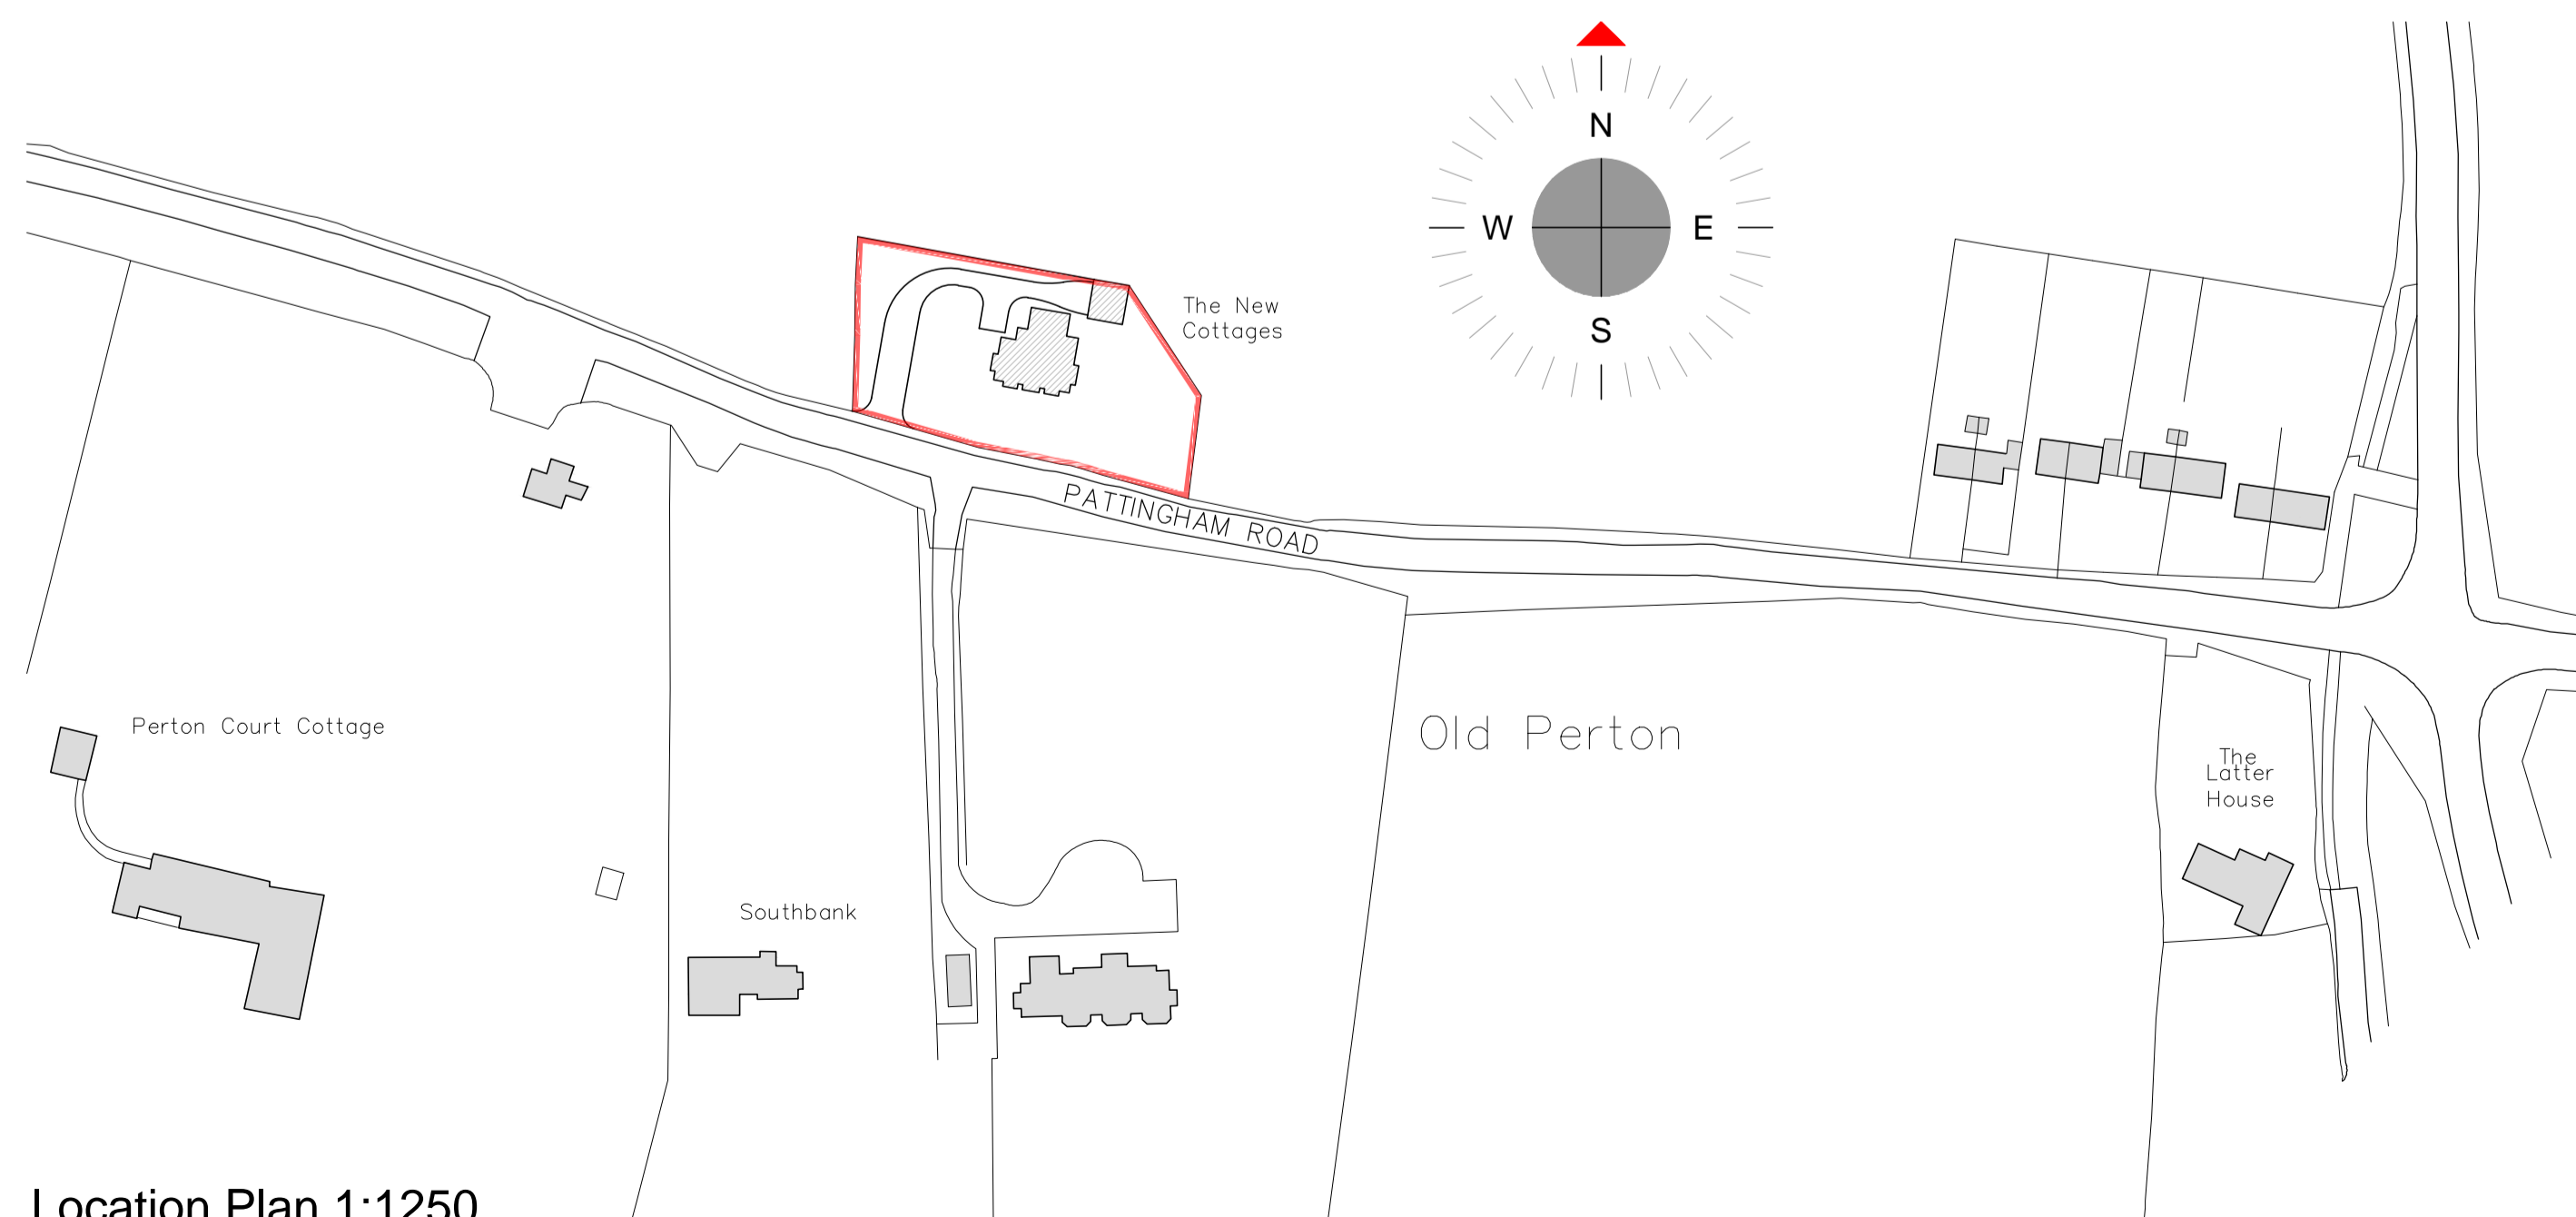 N
W
E
S
The New
Cottages
PATTINGHAM ROAD
Perton Court Cottage
Old Perton
The
Latter
House
Southbank
Location Plan 1:1250